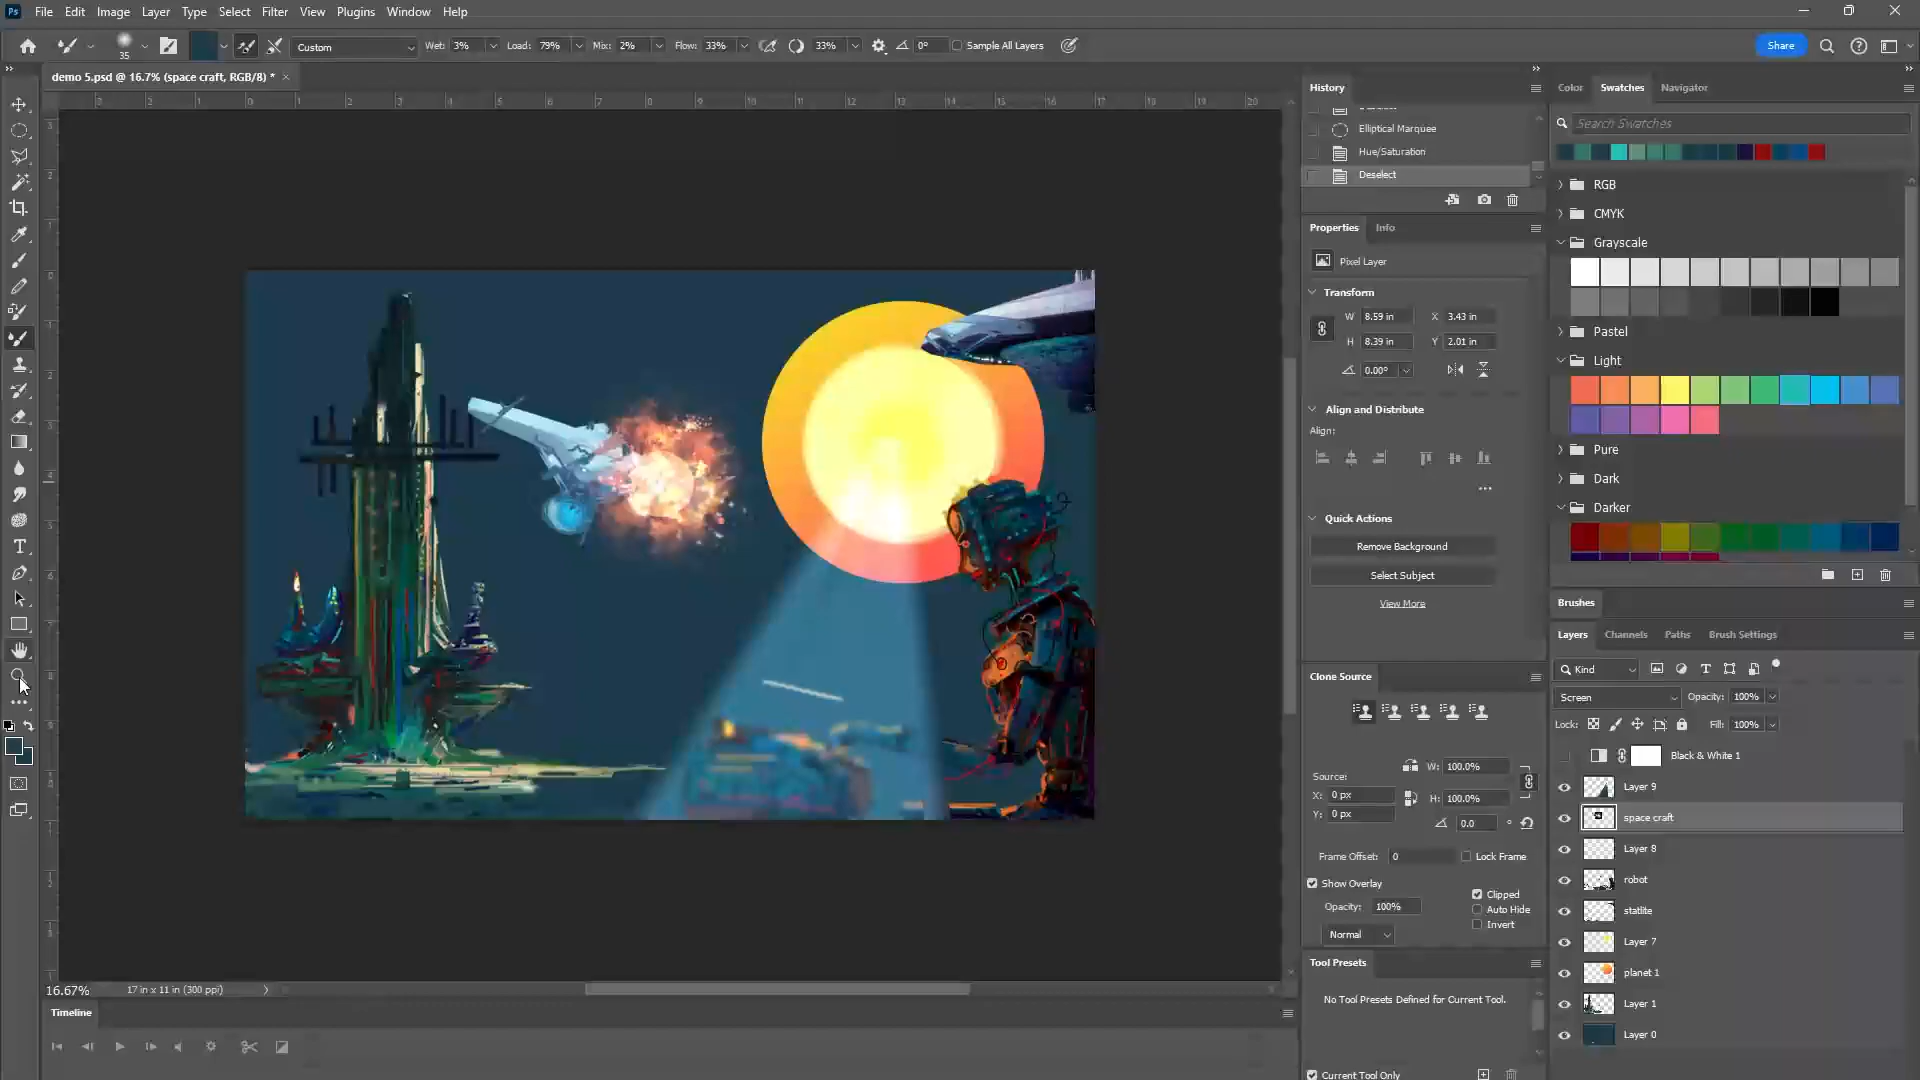 Ps File Edit Image Layer Type Select Filter View Plugins Window Help
35 Custom Wet: 3% Load: 79% Mix: 2% Flow: 33% 33% 0° Sample All Layers Share
demo 5.psd @ 16.7% (space craft, RGB/8) *
History
Elliptical Marquee
Hue/Saturation
Deselect
Properties Info
Pixel Layer
Transform
W 8.59 in X 3.43 in
H 8.39 in Y 2.01 in
0.00°
Align and Distribute
Align:
Quick Actions
Remove Background
Select Subject
View More
Clone Source
W: 100.0%
Source:
X: 0 px
H: 100.0%
Y: 0 px
0.0 °
Frame Offset: 0 Lock Frame
Show Overlay Clipped
Opacity: 100% Auto Hide
Invert
Normal
Tool Presets
No Tool Presets Defined for Current Tool.
Current Tool Only
Color Swatches Navigator
Search Swatches
RGB
CMYK
Grayscale
Pastel
Light
Pure
Dark
Darker
Brushes
Layers Channels Paths Brush Settings
Kind
Screen Opacity: 100%
Lock: Fill: 100%
Black & White 1
Layer 9
space craft
Layer 8
robot
statlite
Layer 7
planet 1
Layer 1
Layer 0
16.67% 17 in x 11 in (300 ppi)
Timeline